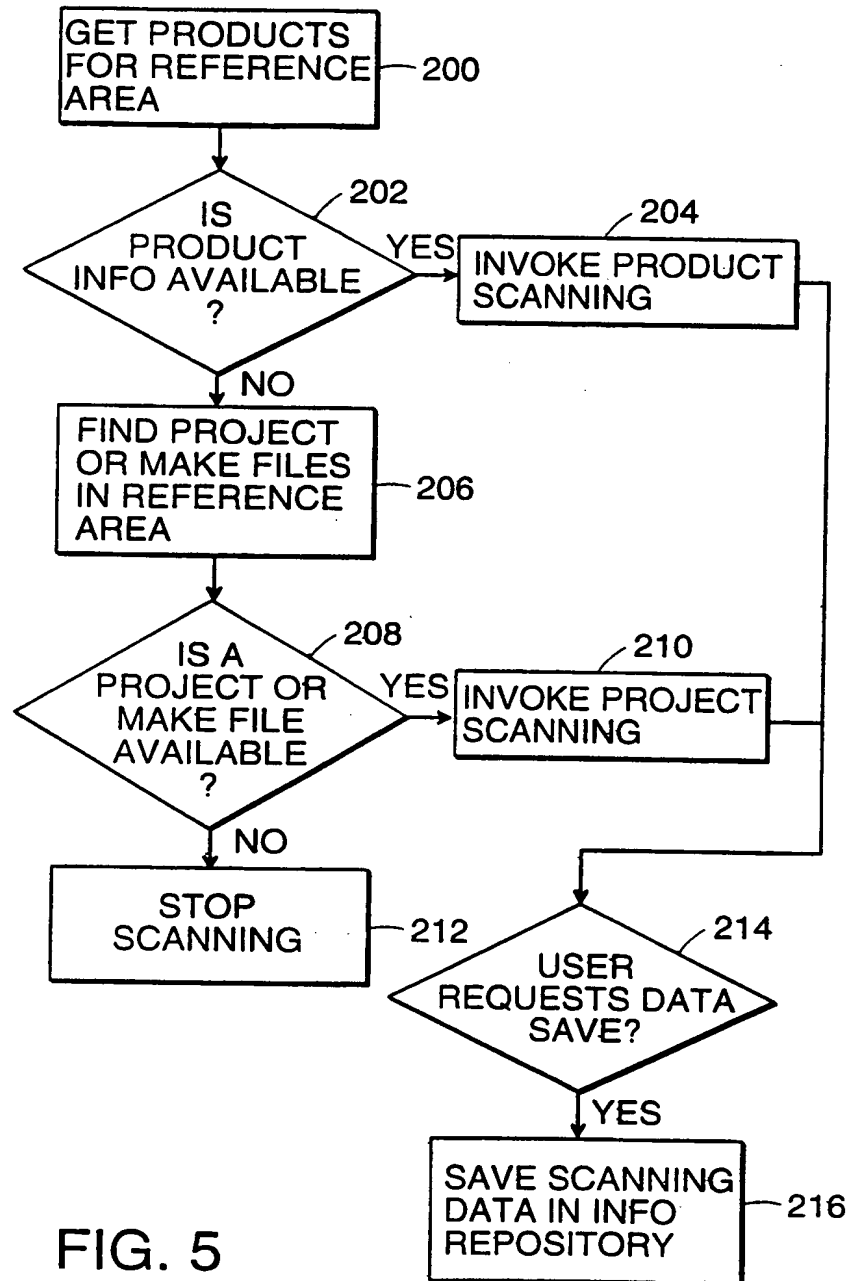 GET PRODUCTS
FOR REFERENCE
AREA
200
202
IS
PRODUCT
INFO AVAILABLE
?
YES
204
INVOKE PRODUCT
SCANNING
NO
FIND PROJECT
OR MAKE FILES
IN REFERENCE
AREA
206
208
IS A
PROJECT OR
MAKE FILE
AVAILABLE
?
YES
210
INVOKE PROJECT
SCANNING
NO
STOP
SCANNING
212
214
USER
REQUESTS DATA
SAVE?
YES
SAVE SCANNING
DATA IN INFO
REPOSITORY
216
FIG. 5